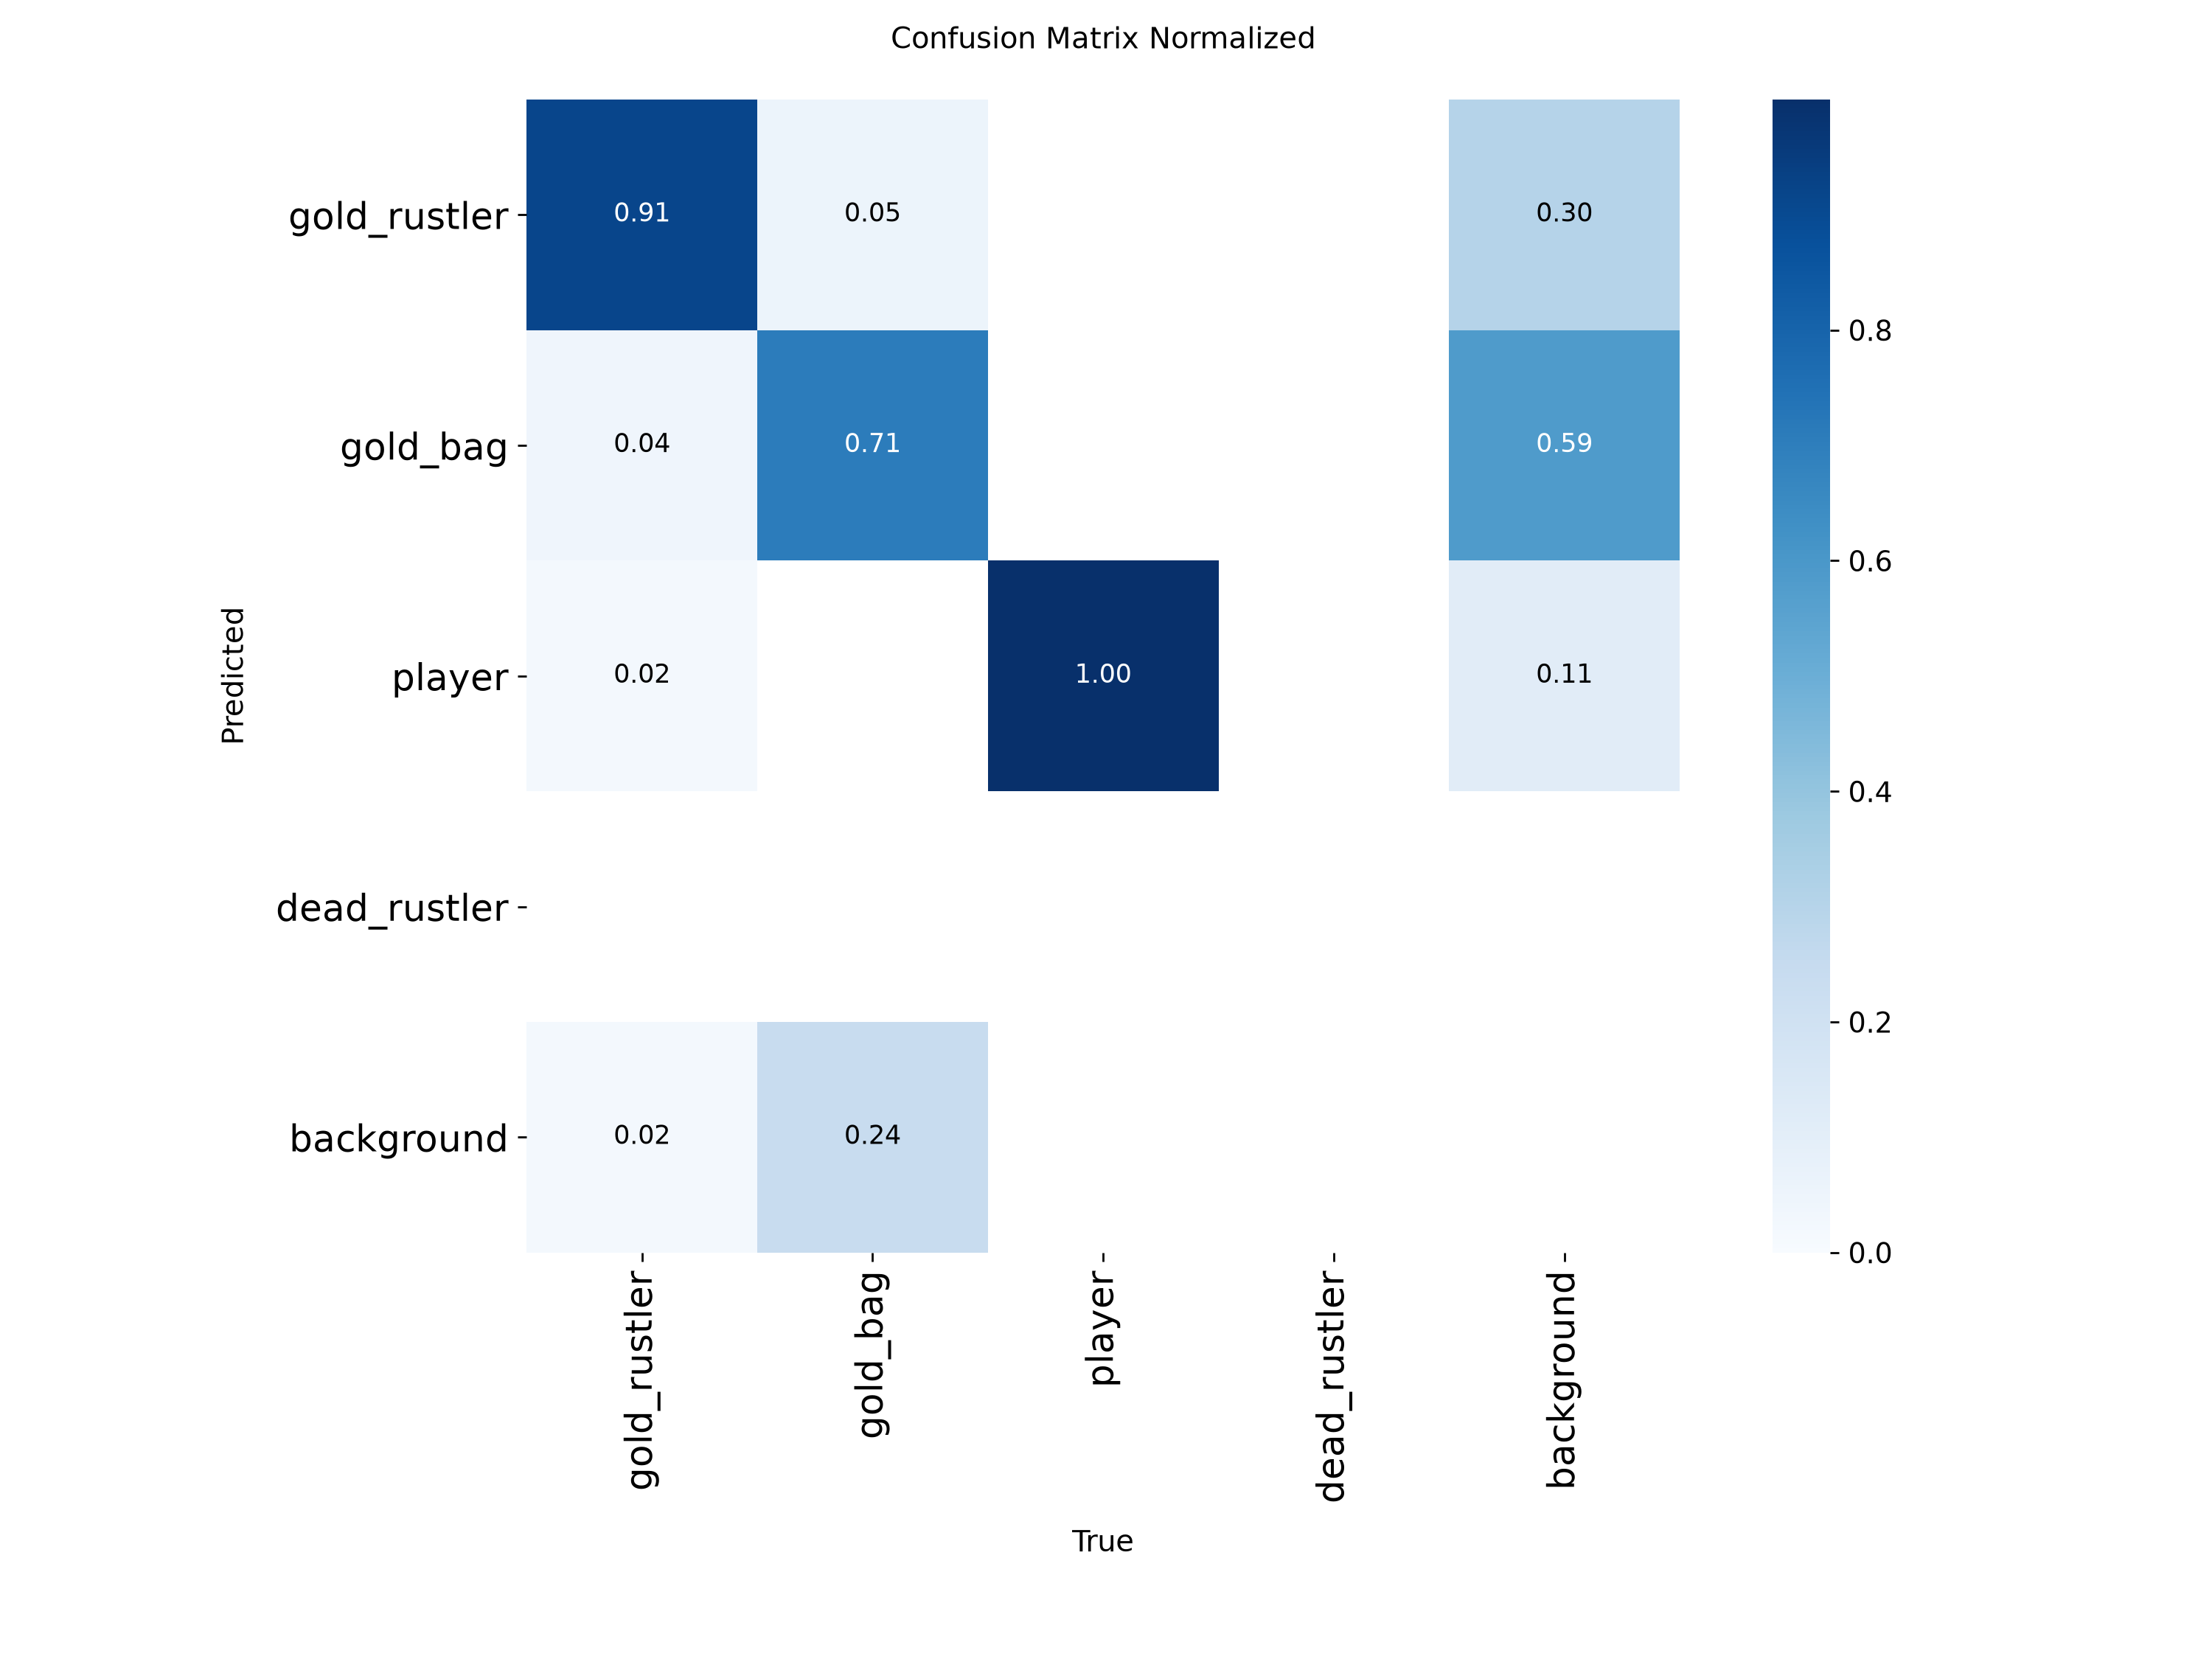 Confusion Matrix Normalized
gold_rustler
0.91
0.05
0.30
0.8
gold_bag
0.04
0.71
0.59
0.6
Predicted
player
0.02
1.00
0.11
0.4
dead_rustler
0.2
background
0.02
0.24
0.0
gold_rustler
gold_bag
player
dead_rustler
background
True